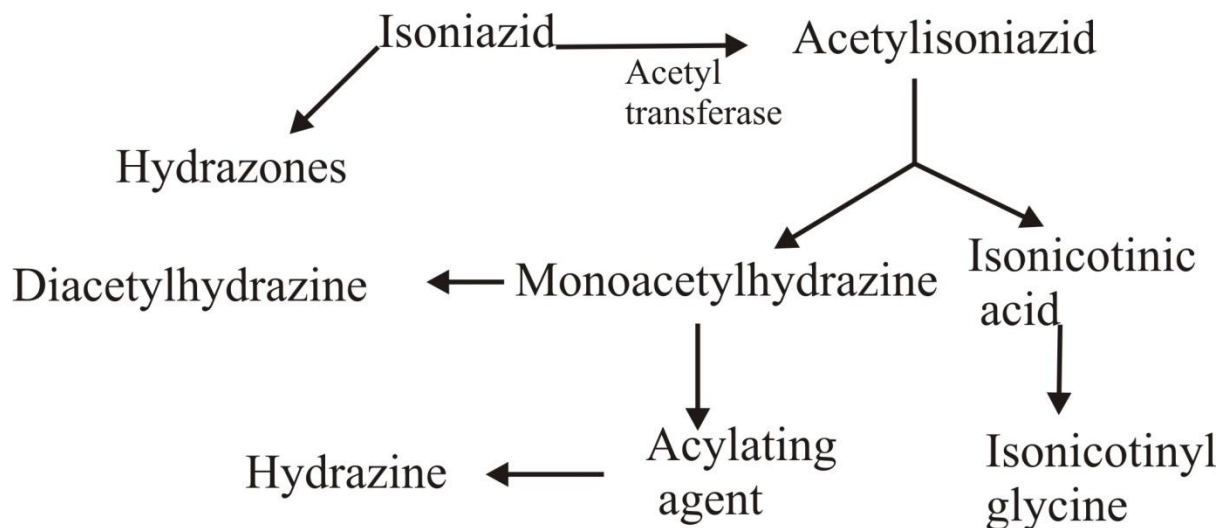 Isoniazid
Acetylisoniazid
Acetyl
transferase
Hydrazones
Isonicotinic
acid
Diacetylhydrazine
Monoacetylhydrazine
Acylating
agent
Hydrazine
Isonicotinyl
glycine